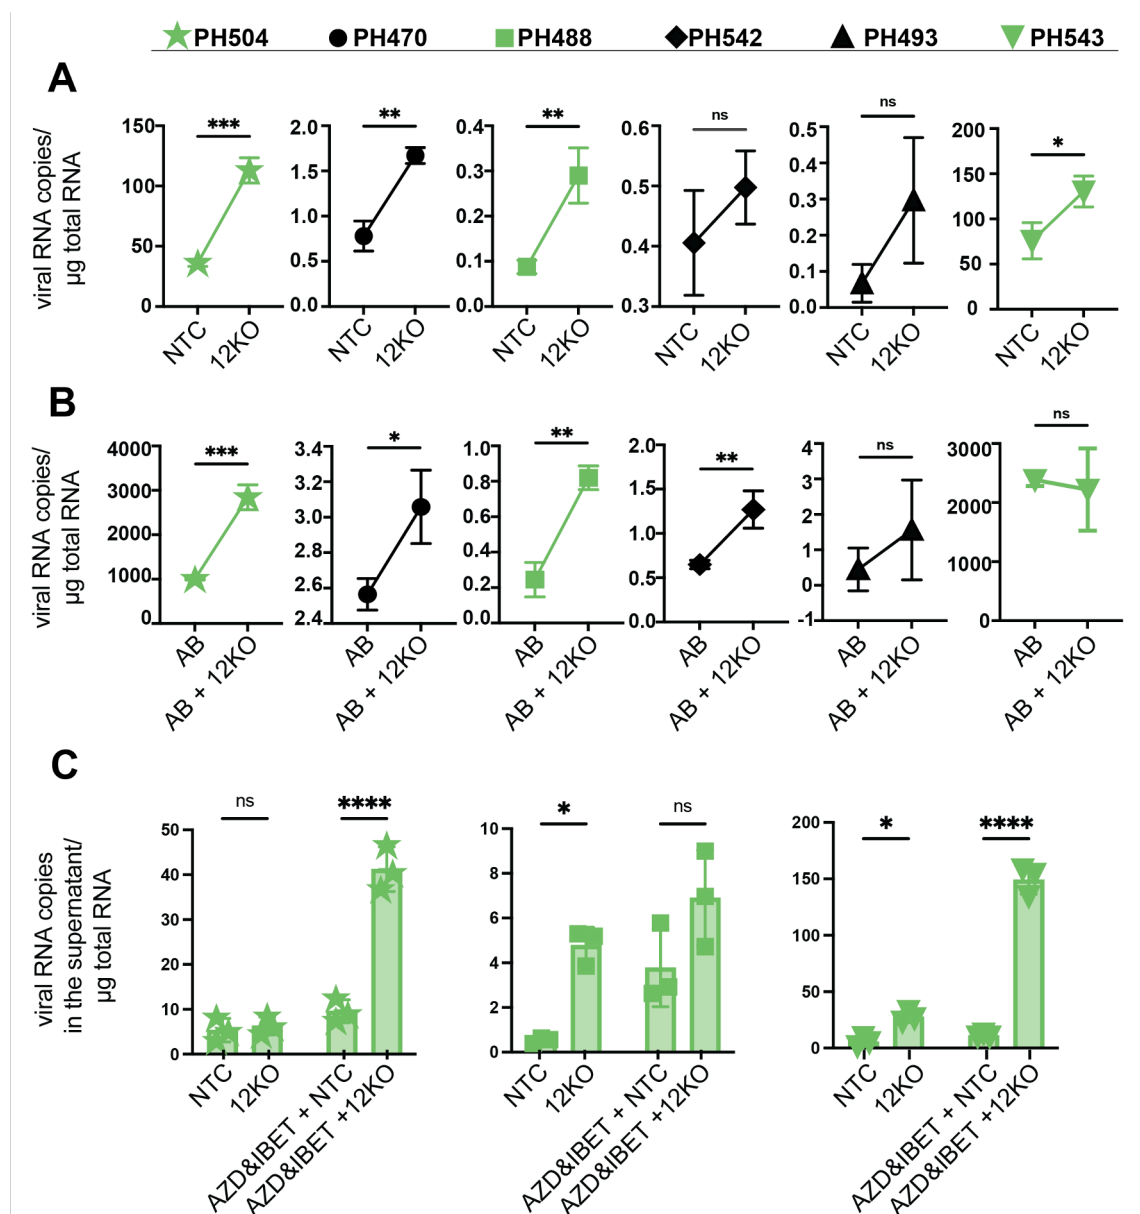 PH504 PH470 PH488 PH542 PH493 PH543
A
viral RNA copies/
µg total RNA
150
100
50
0
***
NTC
12KO
2.0
1.5
1.0
0.5
0.0
**
NTC
12KO
0.4
0.3
0.2
0.1
0.0
**
NTC
12KO
0.6
0.5
0.4
0.3
ns
NTC
12KO
0.5
0.4
0.3
0.2
0.1
0.0
ns
NTC
12KO
200
150
100
50
0
*
NTC
12KO
B
viral RNA copies/
µg total RNA
4000
3000
2000
1000
0
***
AB
AB + 12KO
3.4
3.2
3.0
2.8
2.6
2.4
*
AB
AB + 12KO
1.0
0.8
0.6
0.4
0.2
0.0
**
AB
AB + 12KO
2.0
1.5
1.0
0.5
0.0
**
AB
AB + 12KO
4
3
2
1
0
-1
ns
AB
AB + 12KO
3000
2000
1000
0
ns
AB
AB + 12KO
C
viral RNA copies
in the supernatant/
µg total RNA
50
40
30
20
10
0
ns
****
NTC
12KO
AZD&IBET + NTC
AZD&IBET +12KO
10
8
6
4
2
0
*
ns
NTC
12KO
AZD&IBET + NTC
AZD&IBET +12KO
200
150
100
50
0
*
****
NTC
12KO
AZD&IBET + NTC
AZD&IBET +12KO